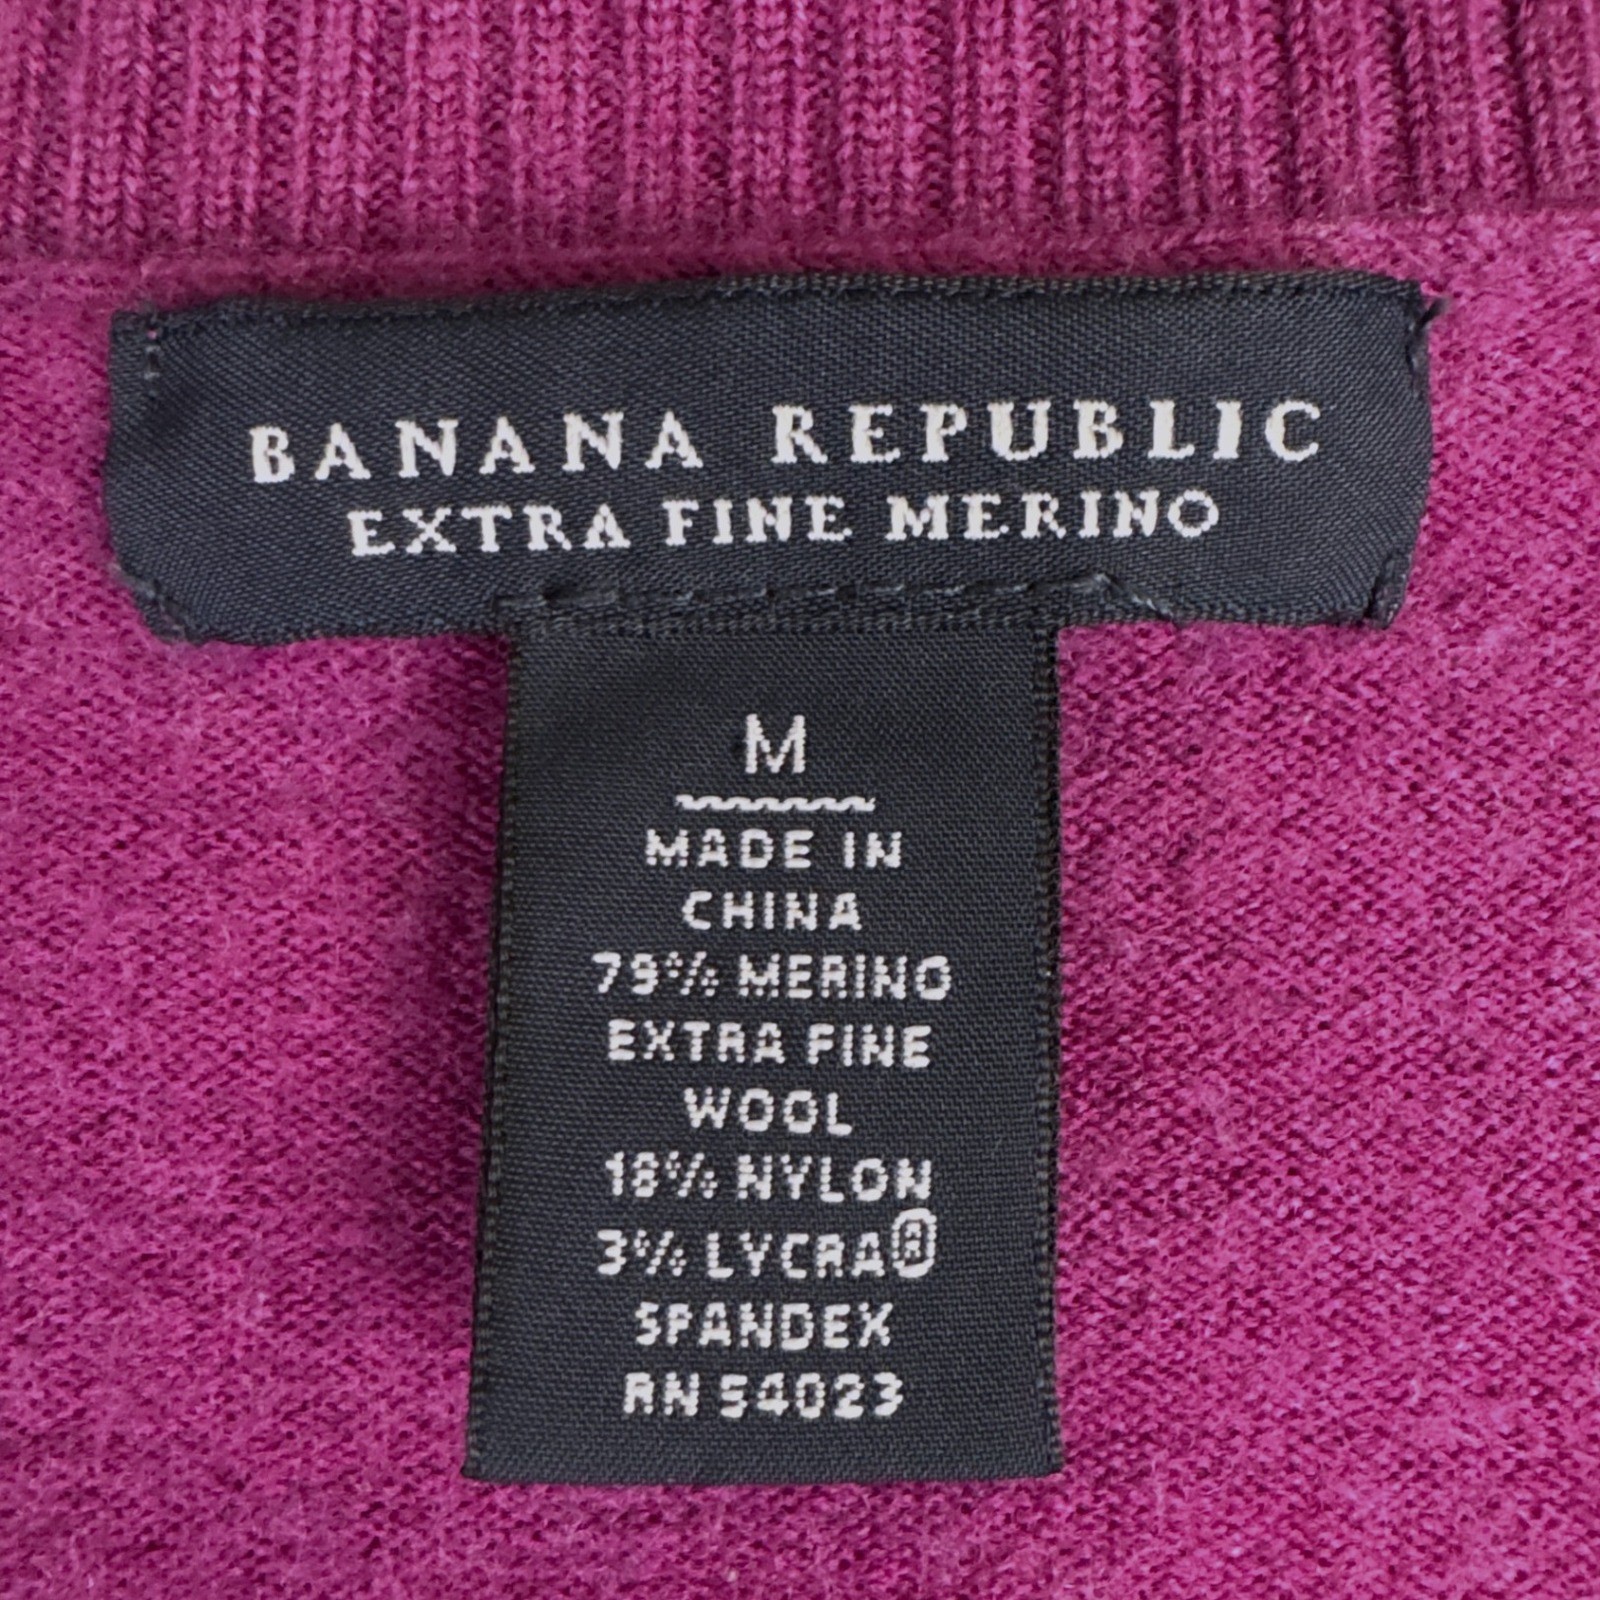 BANANA REPUBLIC
EXTRA FINE MERINO
M
MADE IN
CHINA
79% MERINO
EXTRA FINE
WOOL
18% NYLON
3% LYCRA®
SPANDEX
RN 54023